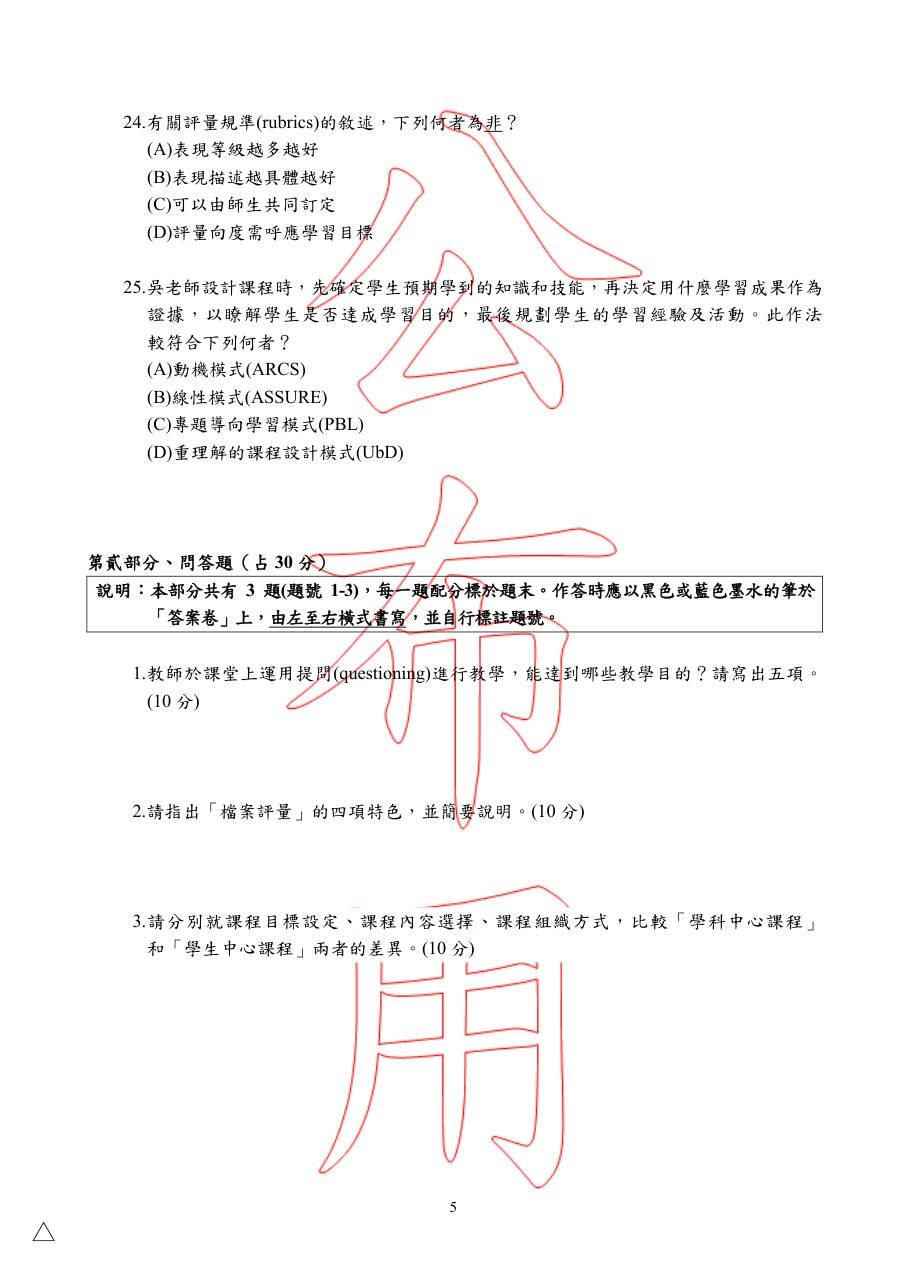 24.有關評量規準(rubrics)的敘述，下列何者為非？
(A)表現等級越多越好
(B)表現描述越具體越好
(C)可以由師生共同訂定
(D)評量向度需呼應學習目標
25.吳老師設計課程時，先確定學生預期學到的知識和技能，再決定用什麼學習成果作為
證據，以瞭解學生是否達成學習目的，最後規劃學生的學習經驗及活動。此作法
較符合下列何者？
(A)動機模式(ARCS)
(B)線性模式(ASSURE)
(C)專題導向學習模式(PBL)
(D)重理解的課程設計模式(UbD)
第貳部分、問答題（占 30 分）
說明：本部分共有 3 題(題號 1-3)，每一題配分標於題末。作答時應以黑色或藍色墨水的筆於
「答案卷」上，由左至右橫式書寫，並自行標註題號。
1.教師於課堂上運用提問(questioning)進行教學，能達到哪些教學目的？請寫出五項。
(10 分)
2.請指出「檔案評量」的四項特色，並簡要說明。(10 分)
3.請分別就課程目標設定、課程內容選擇、課程組織方式，比較「學科中心課程」
和「學生中心課程」兩者的差異。(10 分)
公
布
用
5